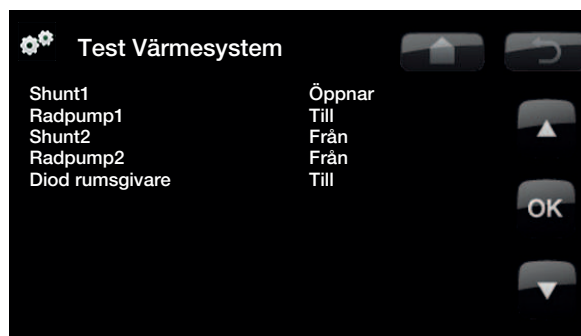 Test Värmesystem
Shunt1 Öppnar
Radpump1 Till
Shunt2 Från
Radpump2 Från
Diod rumsgivare Till
OK